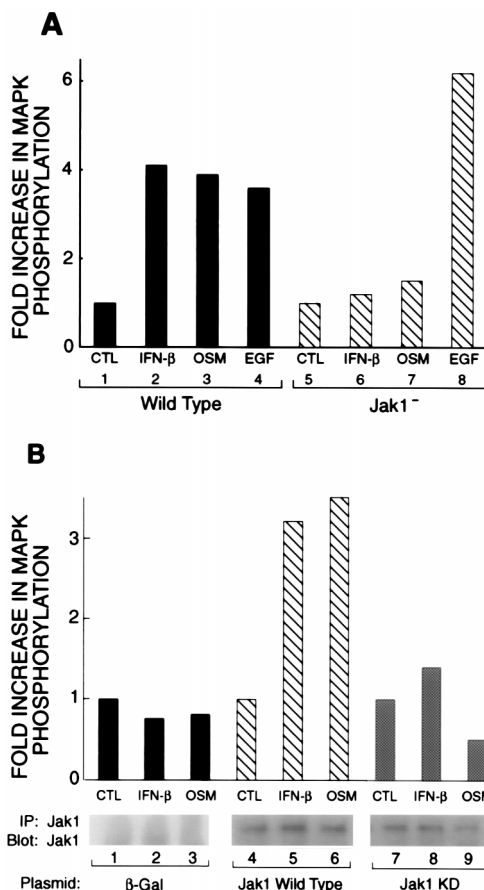 A
FOLD INCREASE IN MAPK
PHOSPHORYLATION
6
4
2
0
CTL IFN-β OSM EGF CTL IFN-β OSM EGF
1 2 3 4 5 6 7 8
Wild Type Jak1⁻
B
FOLD INCREASE IN MAPK
PHOSPHORYLATION
3
2
1
0
CTL IFN-β OSM CTL IFN-β OSM CTL IFN-β OSM
IP: Jak1
Blot: Jak1
1 2 3 4 5 6 7 8 9
Plasmid: β-Gal Jak1 Wild Type Jak1 KD